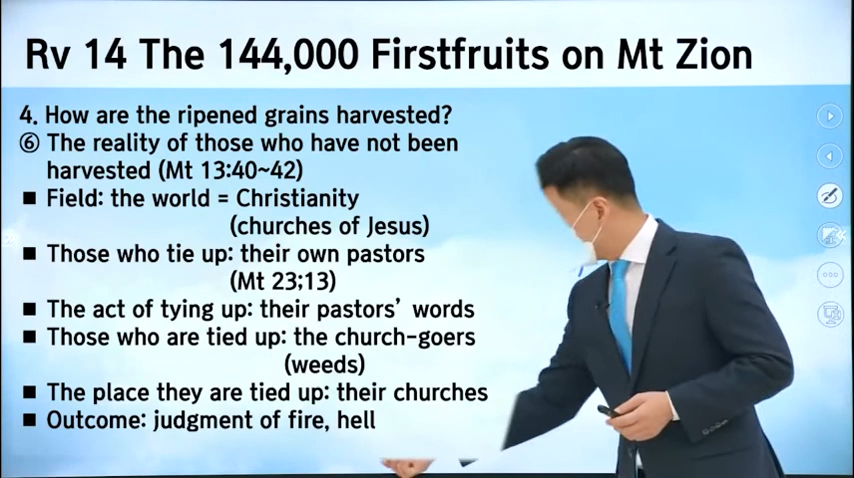 Rv 14 The 144,000 Firstfruits on Mt Zion
4. How are the ripened grains harvested?
⑥ The reality of those who have not been
harvested (Mt 13:40~42)
■ Field: the world = Christianity
(churches of Jesus)
■ Those who tie up: their own pastors
(Mt 23;13)
■ The act of tying up: their pastors' words
■ Those who are tied up: the church-goers
(weeds)
■ The place they are tied up: their churches
■ Outcome: judgment of fire, hell